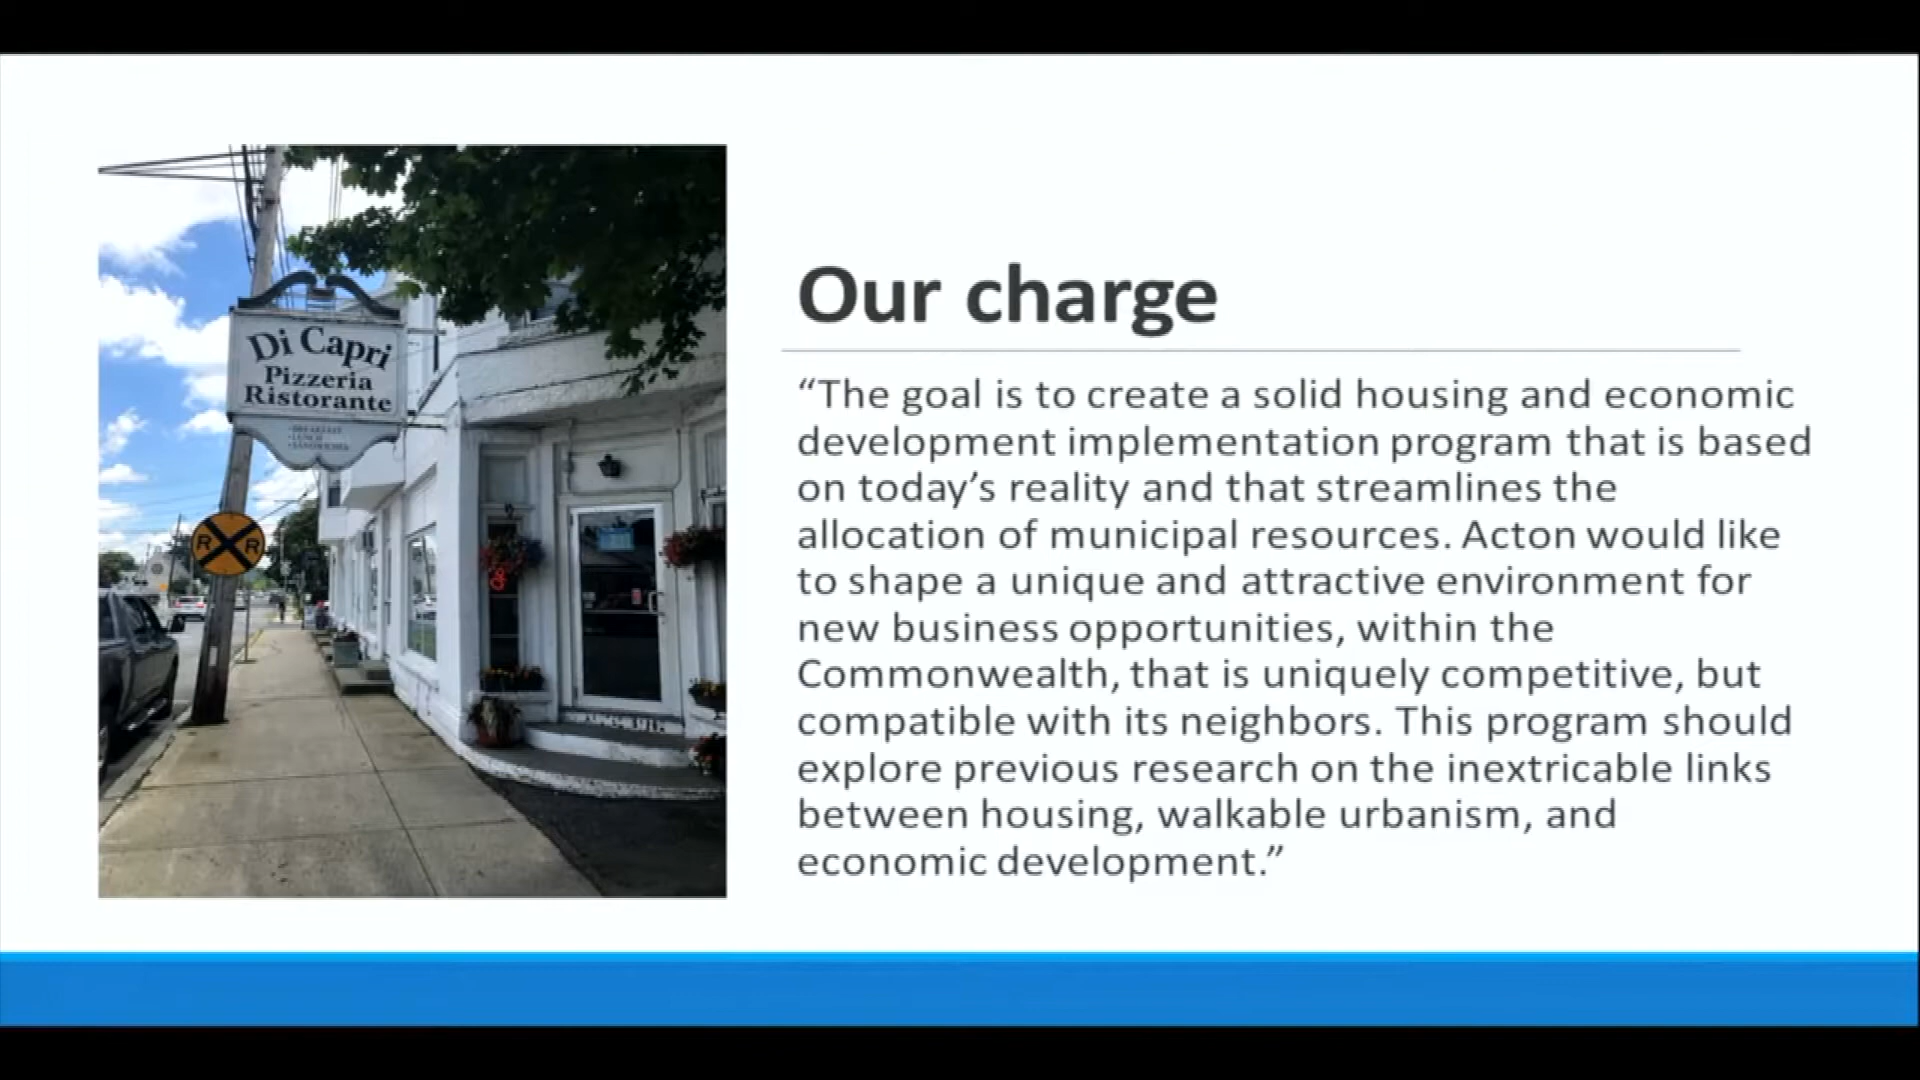 Di Capri
Pizzeria
Ristorante
•BREAKFAST
•LUNCH
•SANDWICHES
R R
Our charge
“The goal is to create a solid housing and economic
development implementation program that is based
on today’s reality and that streamlines the
allocation of municipal resources. Acton would like
to shape a unique and attractive environment for
new business opportunities, within the
Commonwealth, that is uniquely competitive, but
compatible with its neighbors. This program should
explore previous research on the inextricable links
between housing, walkable urbanism, and
economic development.”